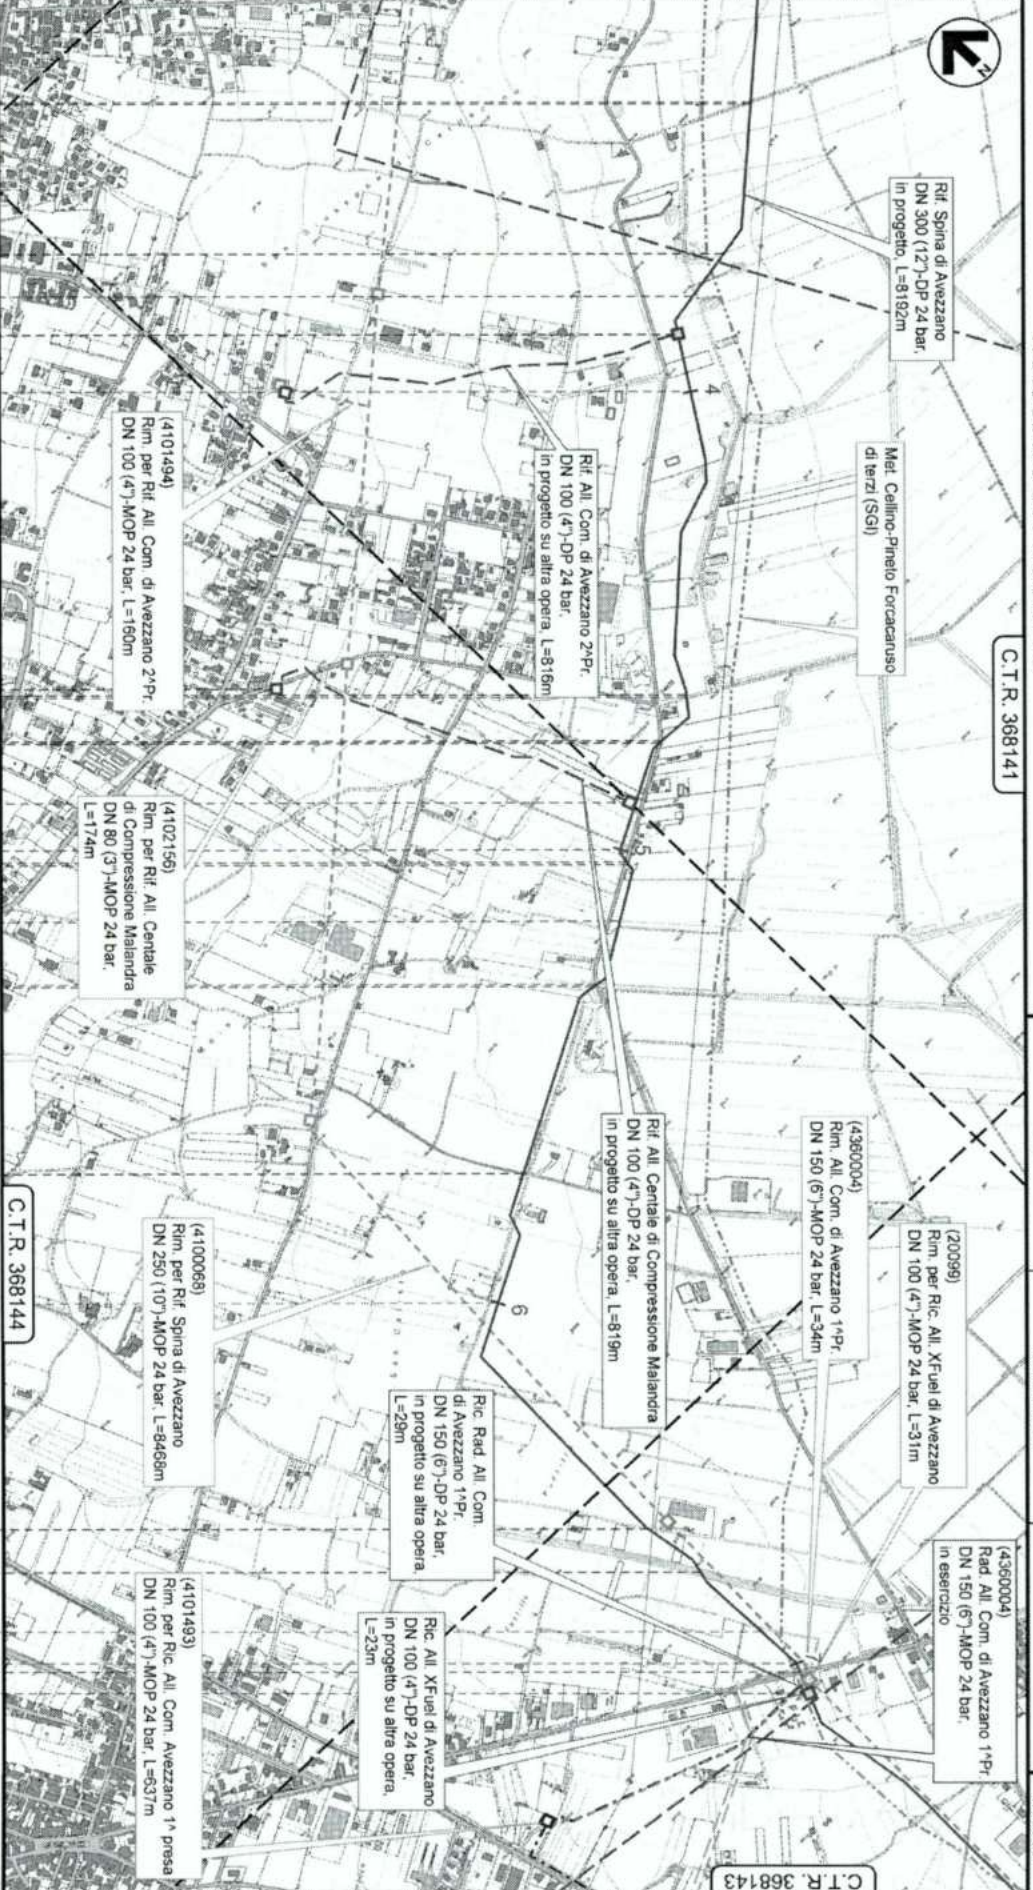 N
C.T.R. 368141
Rif. Spina di Avezzano
DN 300 (12")-DP 24 bar,
in progetto, L=8192m
Met. Cellino-Pineto Forcacaruso
di terzi (SGI)
(4360004)
Rim. All. Com. di Avezzano 1^Pr.
DN 150 (6")-MOP 24 bar, L=34m
(20099)
Rim per Ric. All. XFuel di Avezzano
DN 100 (4")-MOP 24 bar, L=31m
(4360004)
Rad. All. Com. di Avezzano 1^Pr.
DN 150 (6")-MOP 24 bar,
in esercizio
4
5
6
7
Rif. All. Com. di Avezzano 2^Pr.
DN 100 (4")-DP 24 bar,
in progetto su altra opera, L=816m
Rif. All. Centale di Compressione Malandra
DN 100 (4")-DP 24 bar,
in progetto su altra opera, L=819m
Ric. Rad. All. Com.
di Avezzano 1^Pr.
DN 150 (6")-DP 24 bar,
in progetto su altra opera
L=29m
Ric. All. XFuel di Avezzano
DN 100 (4")-DP 24 bar,
in progetto su altra opera,
L=23m
(4101494)
Rim. per Rif. All. Com. di Avezzano 2^Pr.
DN 100 (4")-MOP 24 bar, L=160m
(4102156)
Rim. per Rif. All. Centale
di Compressione Malandra
DN 80 (3")-MOP 24 bar,
L=174m
(4100068)
Rim. per Rif. Spina di Avezzano
DN 250 (10")-MOP 24 bar, L=8468m
(4101493)
Rim. per Ric. All. Com. Avezzano 1^ presa
DN 100 (4")-MOP 24 bar, L=637m
C.T.R. 368144
C.T.R. 368143